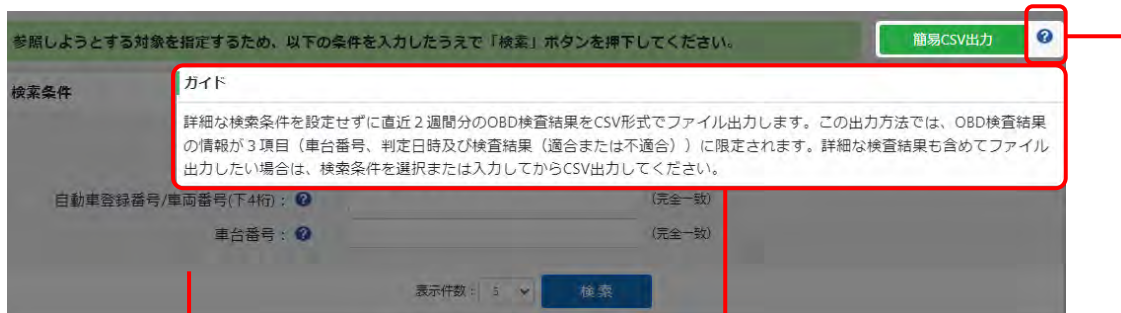 参照しようとする対象を指定するため、以下の条件を入力したうえで「検索」ボタンを押下してください。
簡易CSV出力
?
検索条件
ガイド
詳細な検索条件を設定せずに直近２週間分のOBD検査結果をCSV形式でファイル出力します。この出力方法では、OBD検査結果
の情報が３項目（車台番号、判定日時及び検査結果（適合または不適合））に限定されます。詳細な検査結果も含めてファイル
出力したい場合は、検索条件を選択または入力してからCSV出力してください。
自動車登録番号/車両番号(下4桁)： ? (完全一致)
車台番号： ? (完全一致)
表示件数： 5 検索